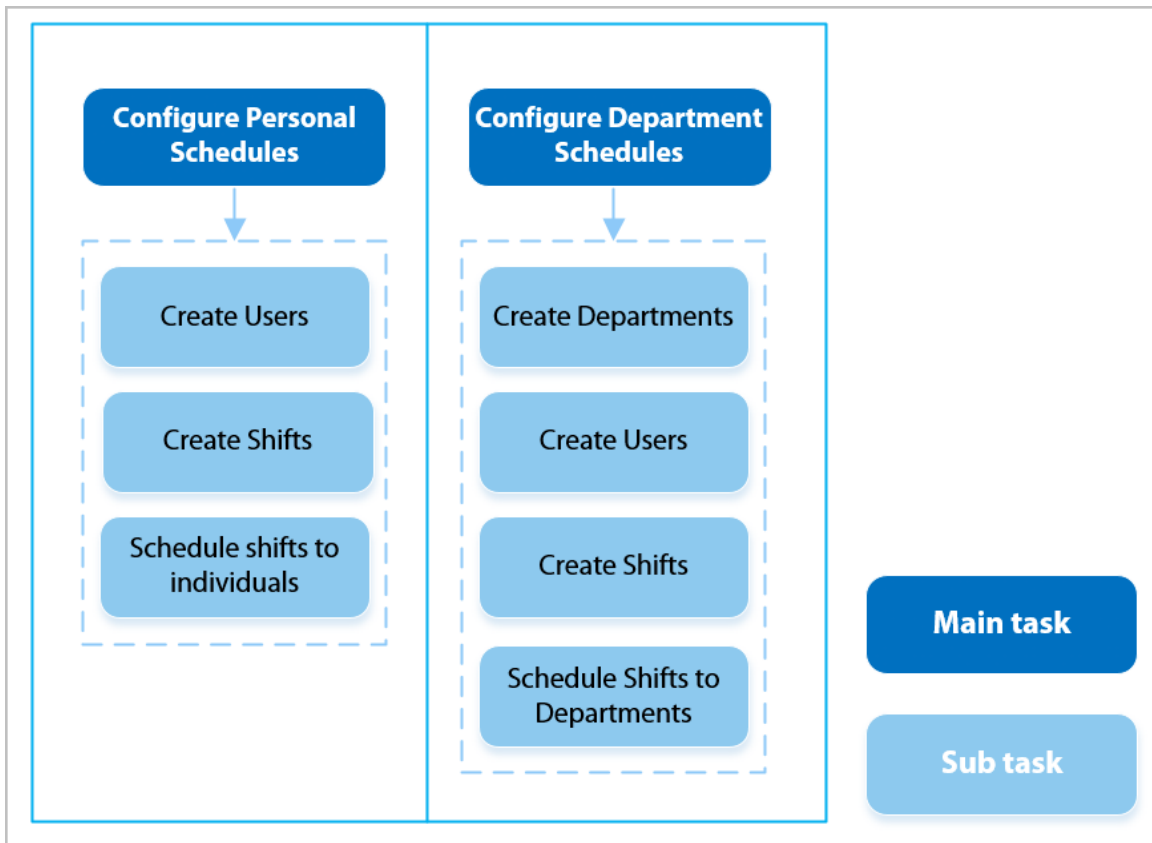 Configure Personal
Schedules
Create Users
Create Shifts
Schedule shifts to
individuals
Configure Department
Schedules
Create Departments
Create Users
Create Shifts
Schedule Shifts to
Departments
Main task
Sub task